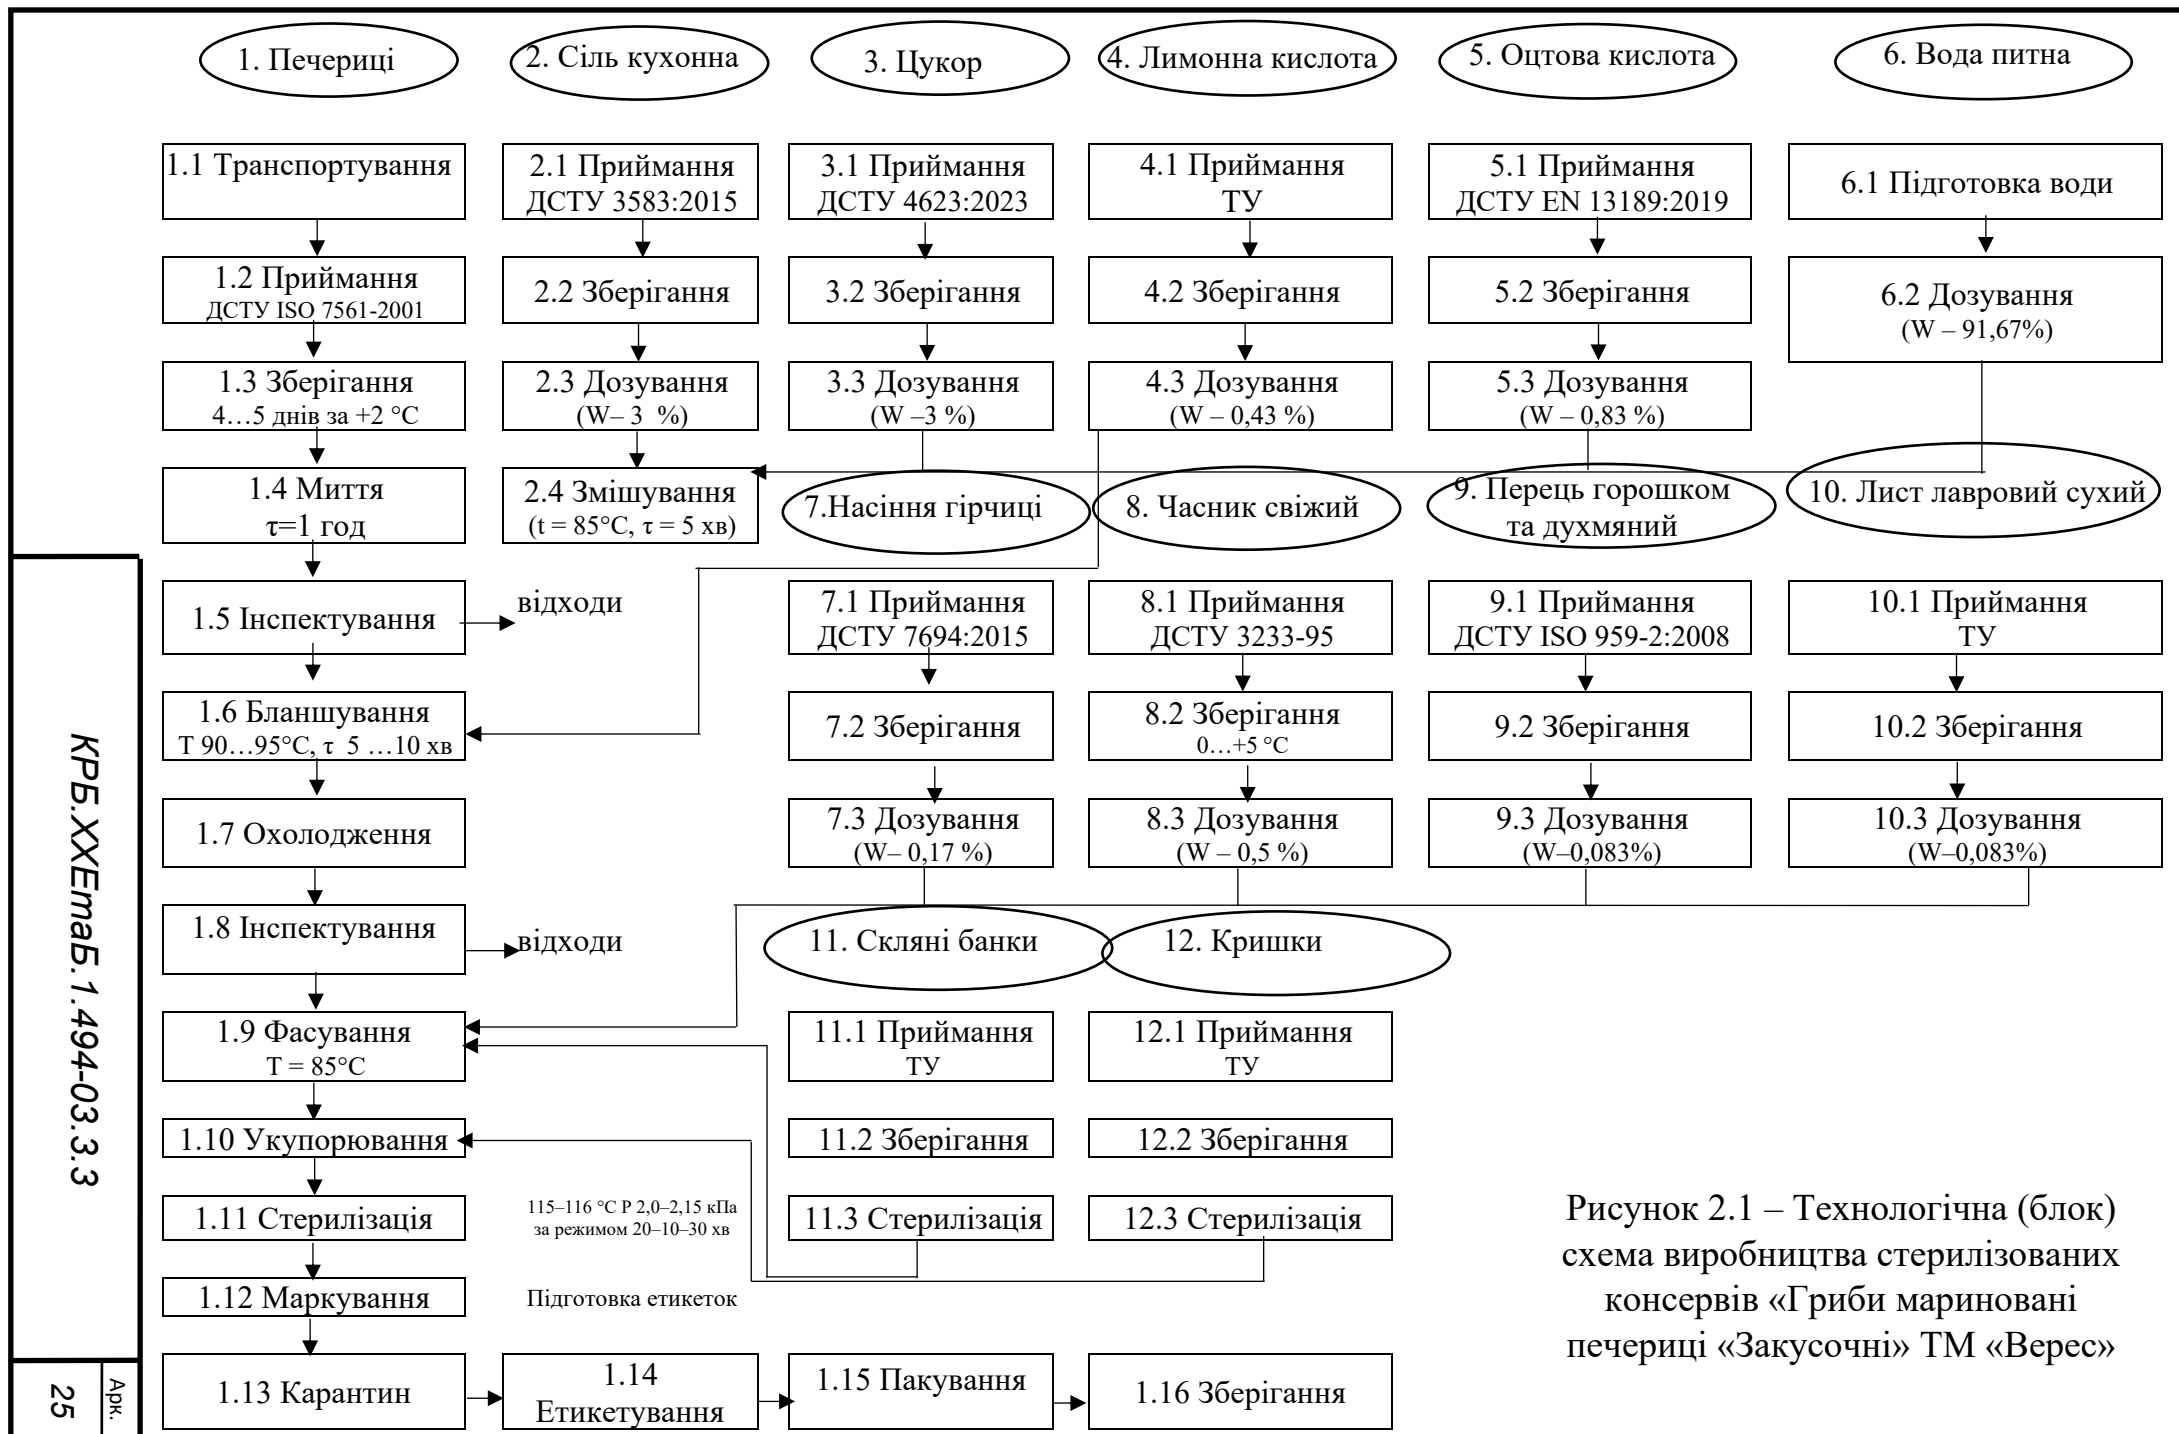 1. Печериці
2. Сіль кухонна
3. Цукор
4. Лимонна кислота
5. Оцтова кислота
6. Вода питна
1.1 Транспортування
2.1 Приймання
ДСТУ 3583:2015
3.1 Приймання
ДСТУ 4623:2023
4.1 Приймання
ТУ
5.1 Приймання
ДСТУ EN 13189:2019
6.1 Підготовка води
1.2 Приймання
ДСТУ ISO 7561-2001
2.2 Зберігання
3.2 Зберігання
4.2 Зберігання
5.2 Зберігання
6.2 Дозування
(W – 91,67%)
1.3 Зберігання
4…5 днів за +2 °С
2.3 Дозування
(W– 3 %)
3.3 Дозування
(W –3 %)
4.3 Дозування
(W – 0,43 %)
5.3 Дозування
(W – 0,83 %)
1.4 Миття
τ=1 год
2.4 Змішування
(t = 85°С, τ = 5 хв)
7.Насіння гірчиці
8. Часник свіжий
9. Перець горошком
та духмяний
10. Лист лавровий сухий
1.5 Інспектування
відходи
7.1 Приймання
ДСТУ 7694:2015
8.1 Приймання
ДСТУ 3233-95
9.1 Приймання
ДСТУ ISO 959-2:2008
10.1 Приймання
ТУ
1.6 Бланшування
Т 90…95°С, τ 5 …10 хв
7.2 Зберігання
8.2 Зберігання
0…+5 °С
9.2 Зберігання
10.2 Зберігання
1.7 Охолодження
7.3 Дозування
(W– 0,17 %)
8.3 Дозування
(W – 0,5 %)
9.3 Дозування
(W–0,083%)
10.3 Дозування
(W–0,083%)
1.8 Інспектування
відходи
11. Скляні банки
12. Кришки
1.9 Фасування
Т = 85°С
11.1 Приймання
ТУ
12.1 Приймання
ТУ
1.10 Укупорювання
11.2 Зберігання
12.2 Зберігання
1.11 Стерилізація
115–116 °С Р 2,0–2,15 кПа
за режимом 20–10–30 хв
11.3 Стерилізація
12.3 Стерилізація
1.12 Маркування
Підготовка етикеток
1.13 Карантин
1.14
Етикетування
1.15 Пакування
1.16 Зберігання
Рисунок 2.1 – Технологічна (блок)
схема виробництва стерилізованих
консервів «Гриби мариновані
печериці «Закусочні» ТМ «Верес»
КРБ.ХХЕтаБ.1.494-03.3.3
Арк.
25